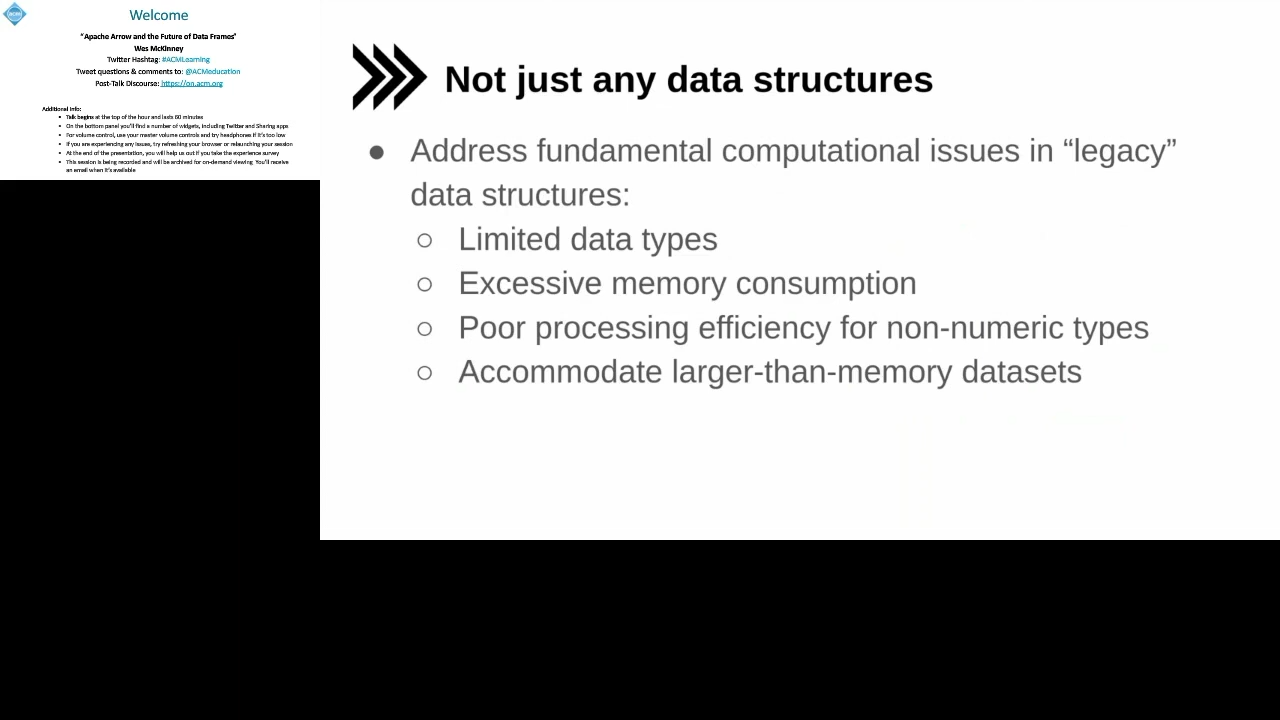 Welcome
"Apache Arrow and the Future of Data Frames"
Wes McKinney
Twitter Hashtag: #ACMLearning
Tweet questions & comments to: @ACMeducation
Post-Talk Discourse: https://on.acm.org
Additional Info:
• Talk begins at the top of the hour and lasts 60 minutes
• On the bottom panel you'll find a number of widgets, including Twitter and Sharing apps
• For volume control, use your master volume controls and try headphones if it's too low
• If you are experiencing any issues, try refreshing your browser or relaunching your session
• At the end of the presentation, you will help us out if you take the experience survey
• This session is being recorded and will be archived for on-demand viewing. You'll receive
an email when it's available
Not just any data structures
● Address fundamental computational issues in “legacy”
data structures:
○ Limited data types
○ Excessive memory consumption
○ Poor processing efficiency for non-numeric types
○ Accommodate larger-than-memory datasets